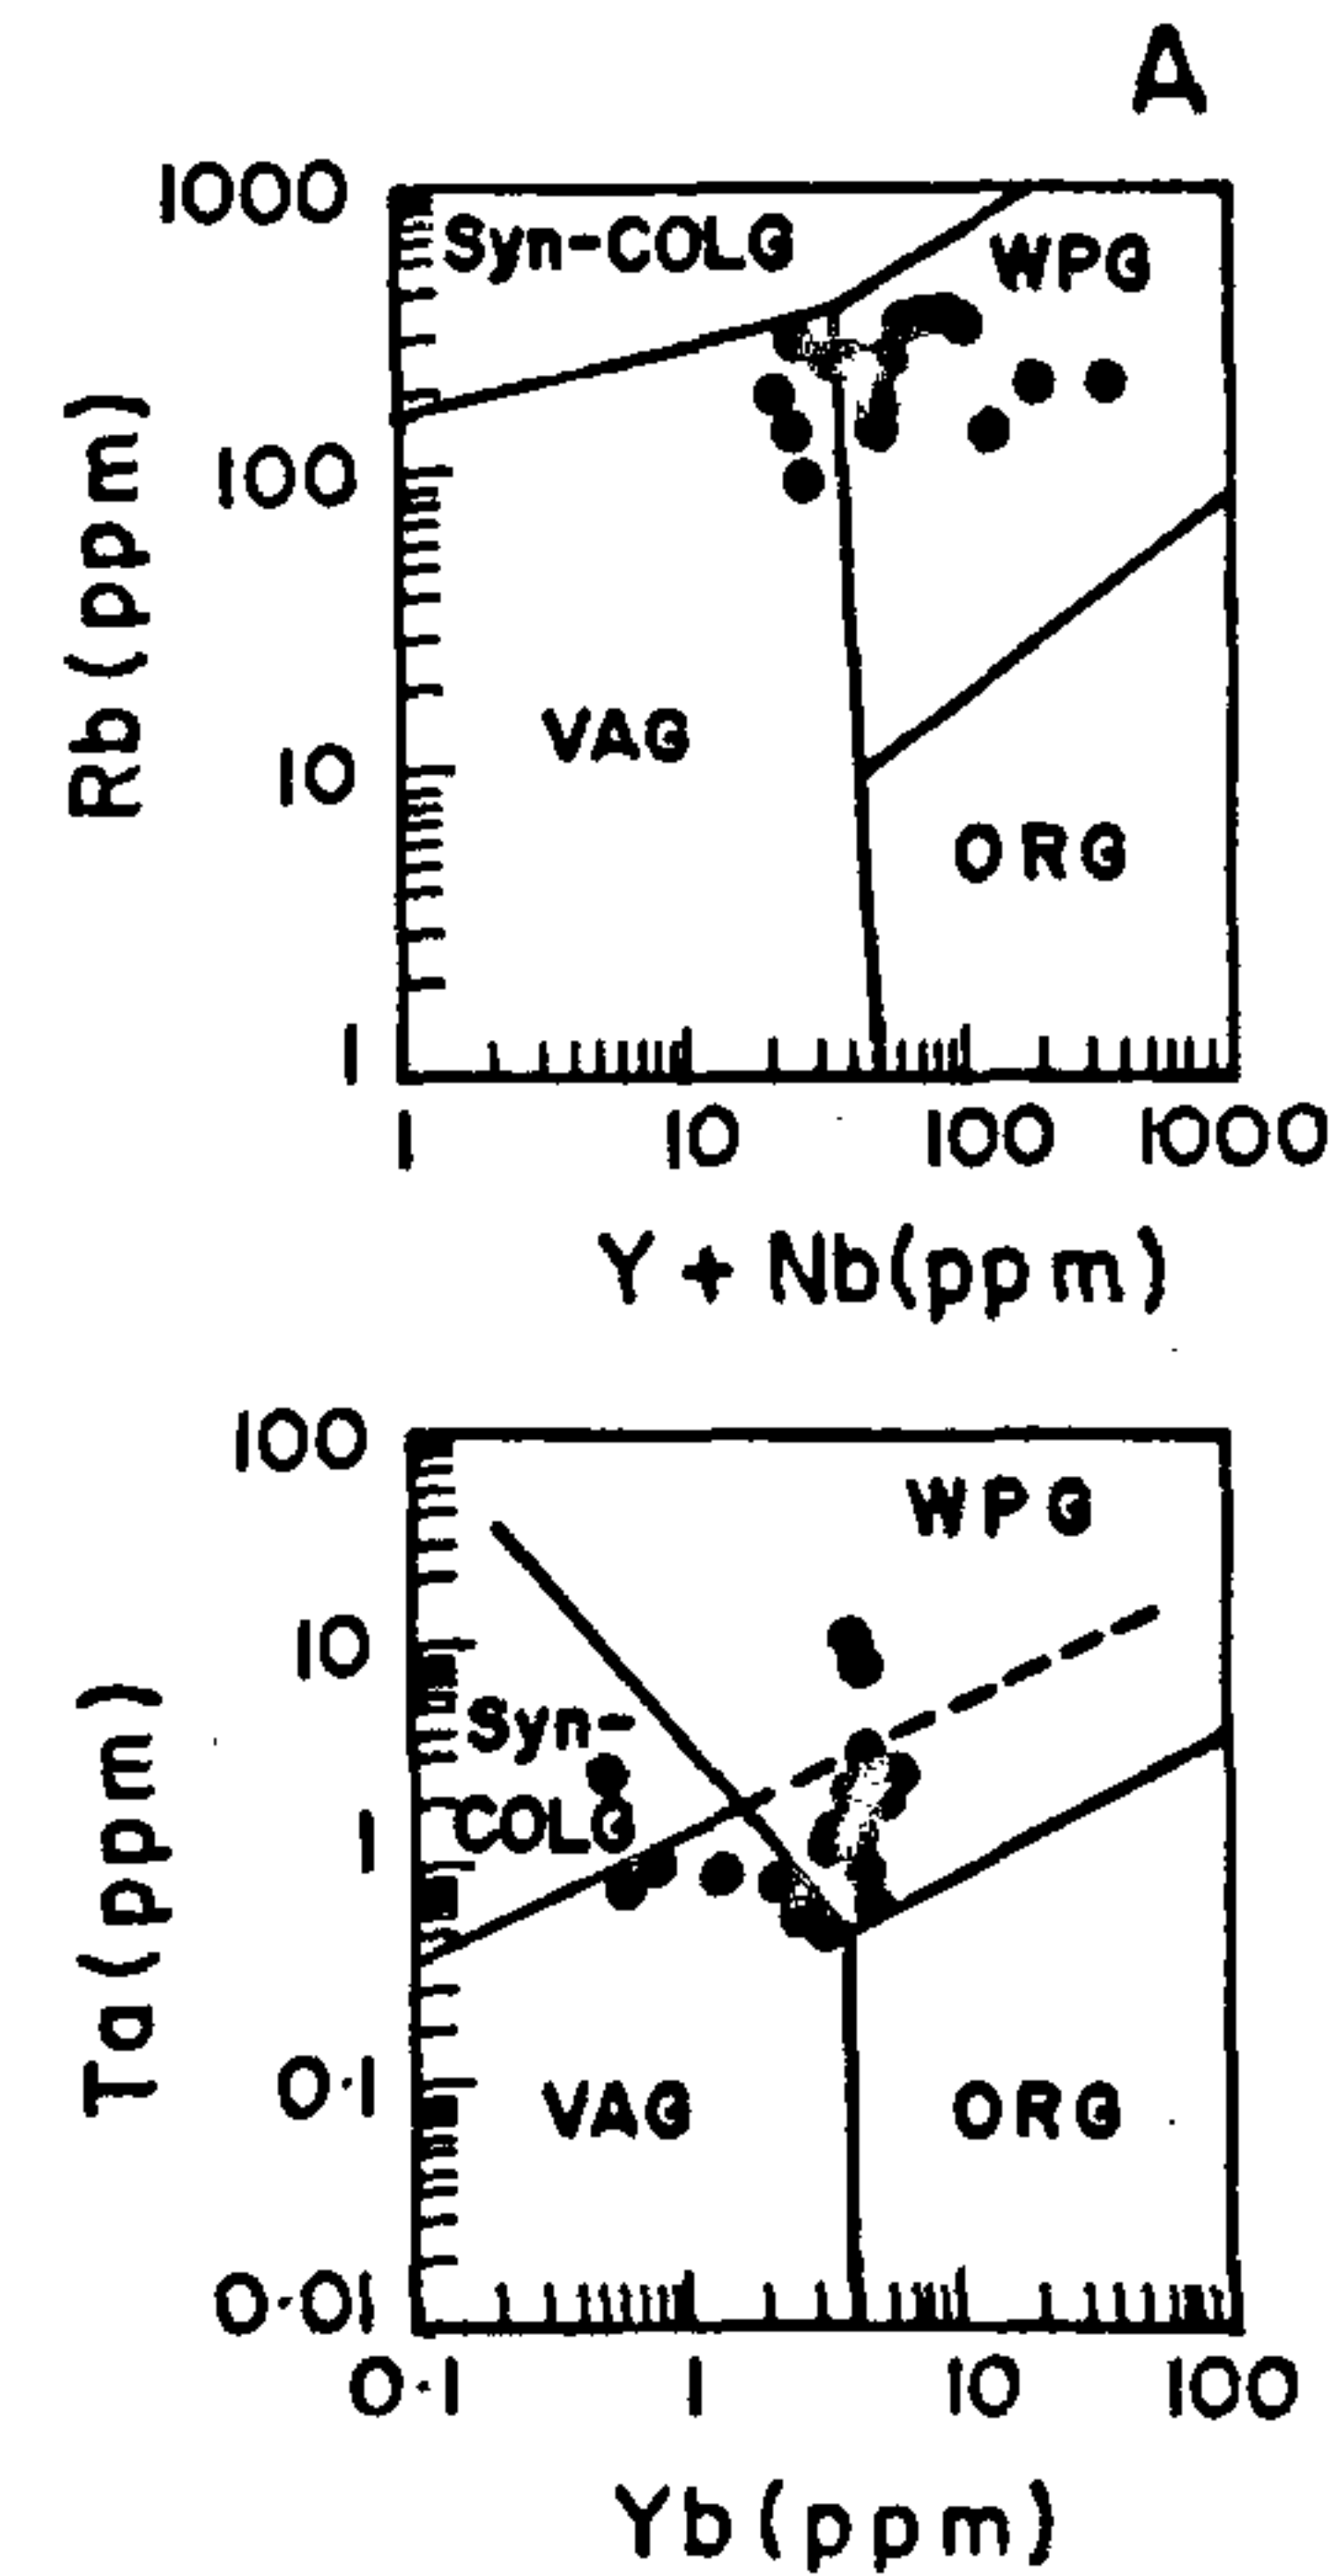 A
1000
Syn-COLG
WPG
100
Rb (ppm)
VAG
10
ORG
1
1 10 100 1000
Y + Nb(ppm)
100
WPG
10
Syn-
COLG
1
Ta (ppm)
0·1
VAG
ORG
0·01
0·1 1 10 100
Yb (ppm)